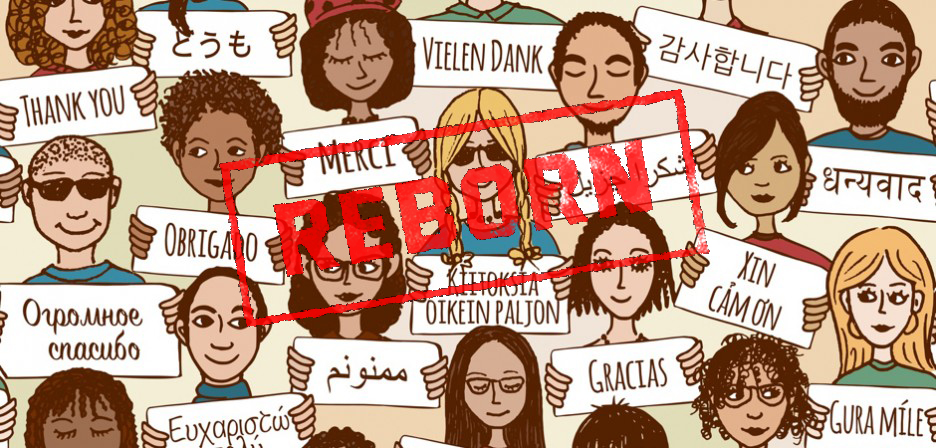 どうも
VIELEN DANK
감사합니다
THANK YOU
MERCI
धन्यवाद
REBORN
OBRIGADO
KIITOKSIA
OIKEIN PALJON
XIN
CẢM ƠN
Огромное
спасибо
ممنونم
GRACIAS
Ευχαριστώ
GURA MÍLE